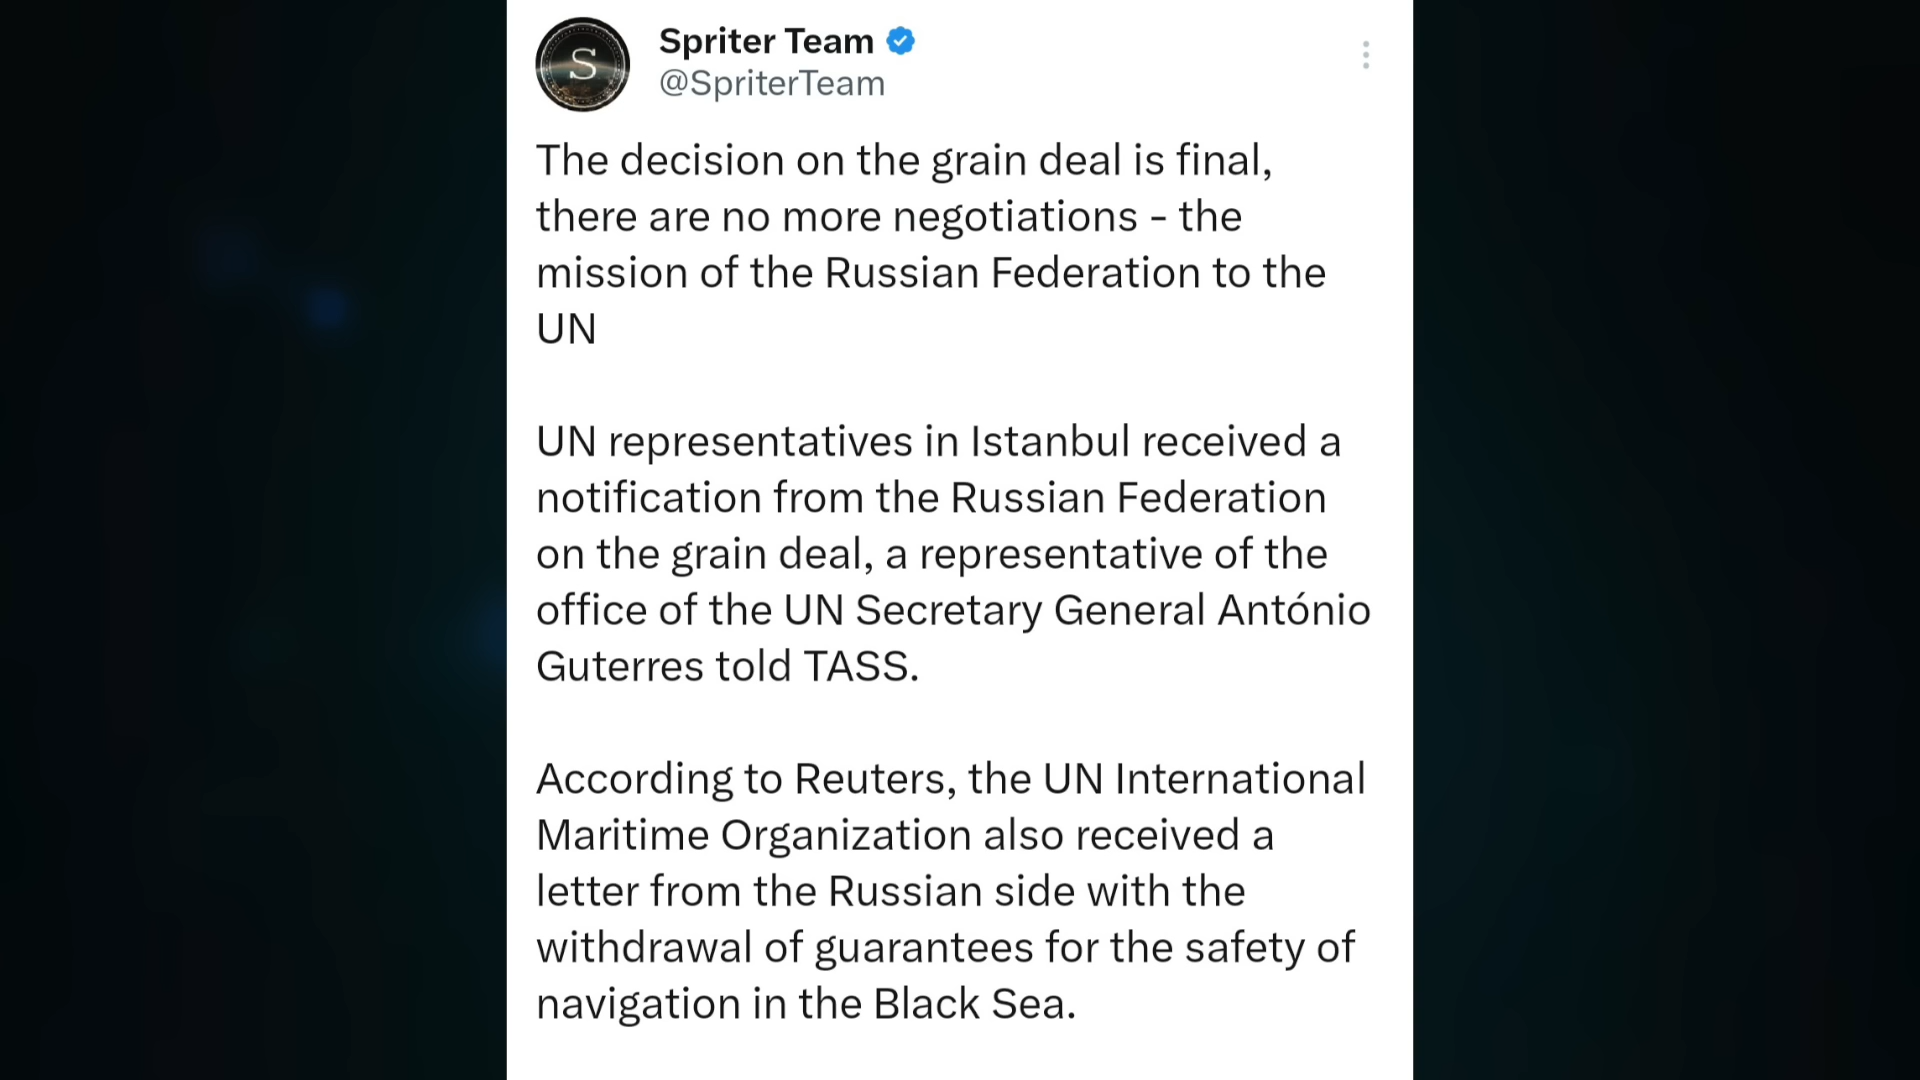 S
Spriter Team
@SpriterTeam
The decision on the grain deal is final,
there are no more negotiations - the
mission of the Russian Federation to the
UN
UN representatives in Istanbul received a
notification from the Russian Federation
on the grain deal, a representative of the
office of the UN Secretary General António
Guterres told TASS.
According to Reuters, the UN International
Maritime Organization also received a
letter from the Russian side with the
withdrawal of guarantees for the safety of
navigation in the Black Sea.